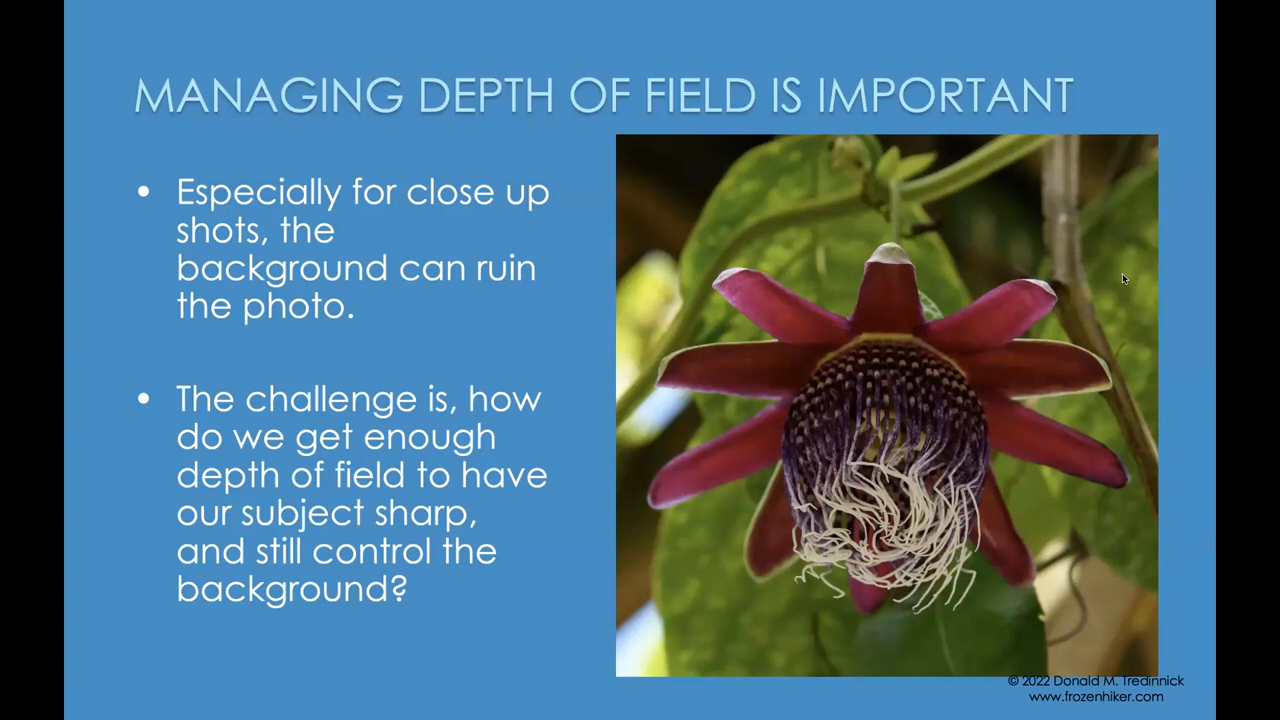 MANAGING DEPTH OF FIELD IS IMPORTANT
• Especially for close up
shots, the
background can ruin
the photo.
• The challenge is, how
do we get enough
depth of field to have
our subject sharp,
and still control the
background?
© 2022 Donald M. Tredinnick
www.frozenhiker.com